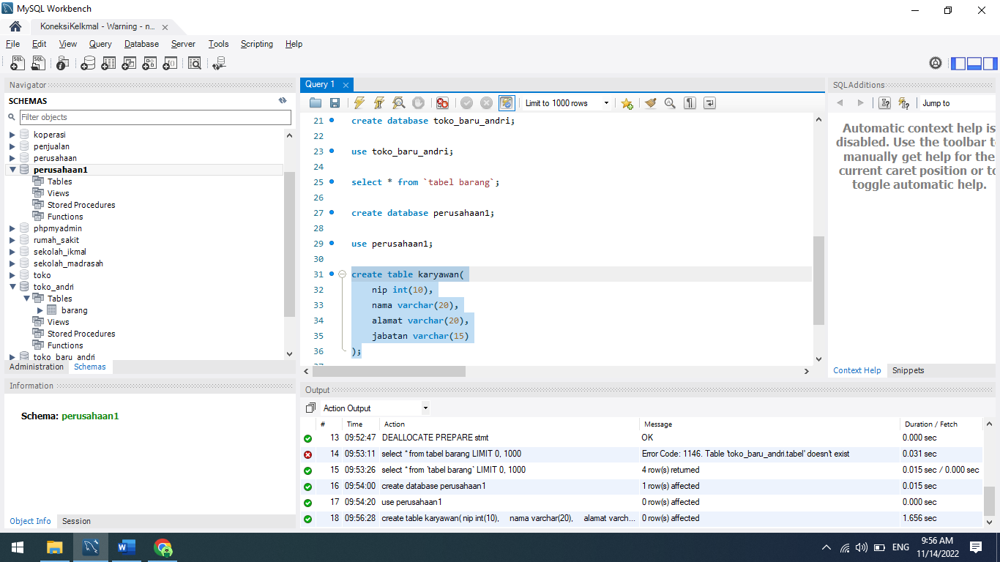 MySQL Workbench
KoneksiKelkmal - Warning - n...
File Edit View Query Database Server Tools Scripting Help
Navigator
SCHEMAS
Filter objects
koperasi
penjualan
perusahaan
perusahaan1
Tables
Views
Stored Procedures
Functions
phpmyadmin
rumah_sakit
sekolah_ikmal
sekolah_madrasah
toko
toko_andri
Tables
barang
Views
Stored Procedures
Functions
toko_baru_andri
Administration Schemas
Information
Schema: perusahaan1
Object Info Session
Query 1
Limit to 1000 rows
21 create database toko_baru_andri;
22
23 use toko_baru_andri;
24
25 select * from `tabel barang`;
26
27 create database perusahaan1;
28
29 use perusahaan1;
30
31 create table karyawan(
32 nip int(10),
33 nama varchar(20),
34 alamat varchar(20),
35 jabatan varchar(15)
36 );
37
SQLAdditions
Jump to
Automatic context help is
disabled. Use the toolbar t
manually get help for the
current caret position or to
toggle automatic help.
Context Help Snippets
Output
Action Output
# Time Action Message Duration / Fetch
13 09:52:47 DEALLOCATE PREPARE stmt OK 0.000 sec
14 09:53:11 select * from tabel barang LIMIT 0, 1000 Error Code: 1146. Table 'toko_baru_andri.tabel' doesn't exist 0.031 sec
15 09:53:26 select * from `tabel barang` LIMIT 0, 1000 4 row(s) returned 0.015 sec / 0.000 sec
16 09:54:00 create database perusahaan1 1 row(s) affected 0.015 sec
17 09:54:20 use perusahaan1 0 row(s) affected 0.000 sec
18 09:56:28 create table karyawan( nip int(10), nama varchar(20), alamat varch... 0 row(s) affected 1.656 sec
ENG
9:56 AM
11/14/2022